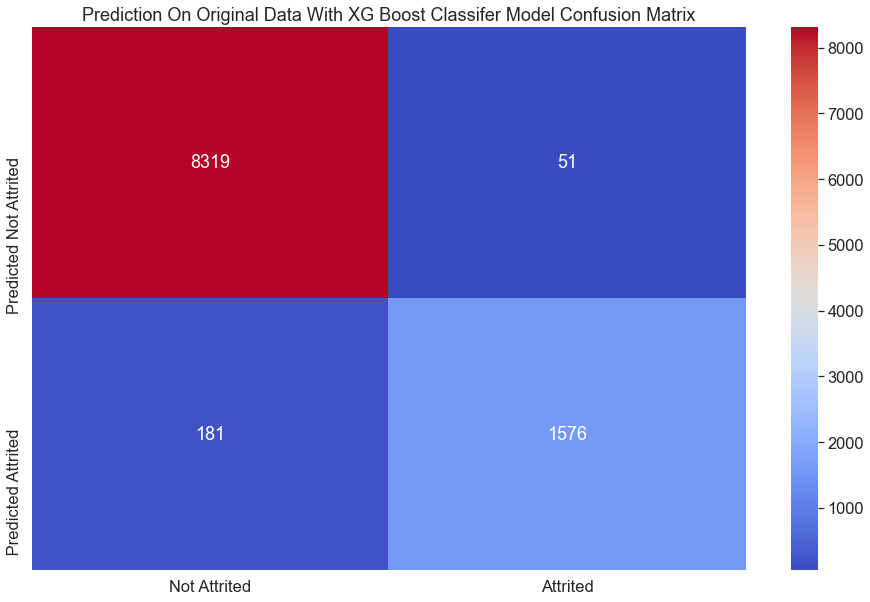 Prediction On Original Data With XG Boost Classifer Model Confusion Matrix
Predicted Not Attrited
8319
51
Predicted Attrited
181
1576
Not Attrited
Attrited
8000
7000
6000
5000
4000
3000
2000
1000